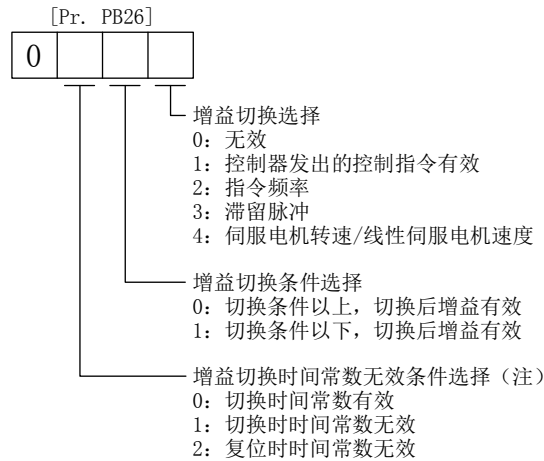 [Pr. PB26]
0
增益切换选择
0：无效
1：控制器发出的控制指令有效
2：指令频率
3：滞留脉冲
4：伺服电机转速/线性伺服电机速度
增益切换条件选择
0：切换条件以上，切换后增益有效
1：切换条件以下，切换后增益有效
增益切换时间常数无效条件选择（注）
0：切换时间常数有效
1：切换时时间常数无效
2：复位时时间常数无效